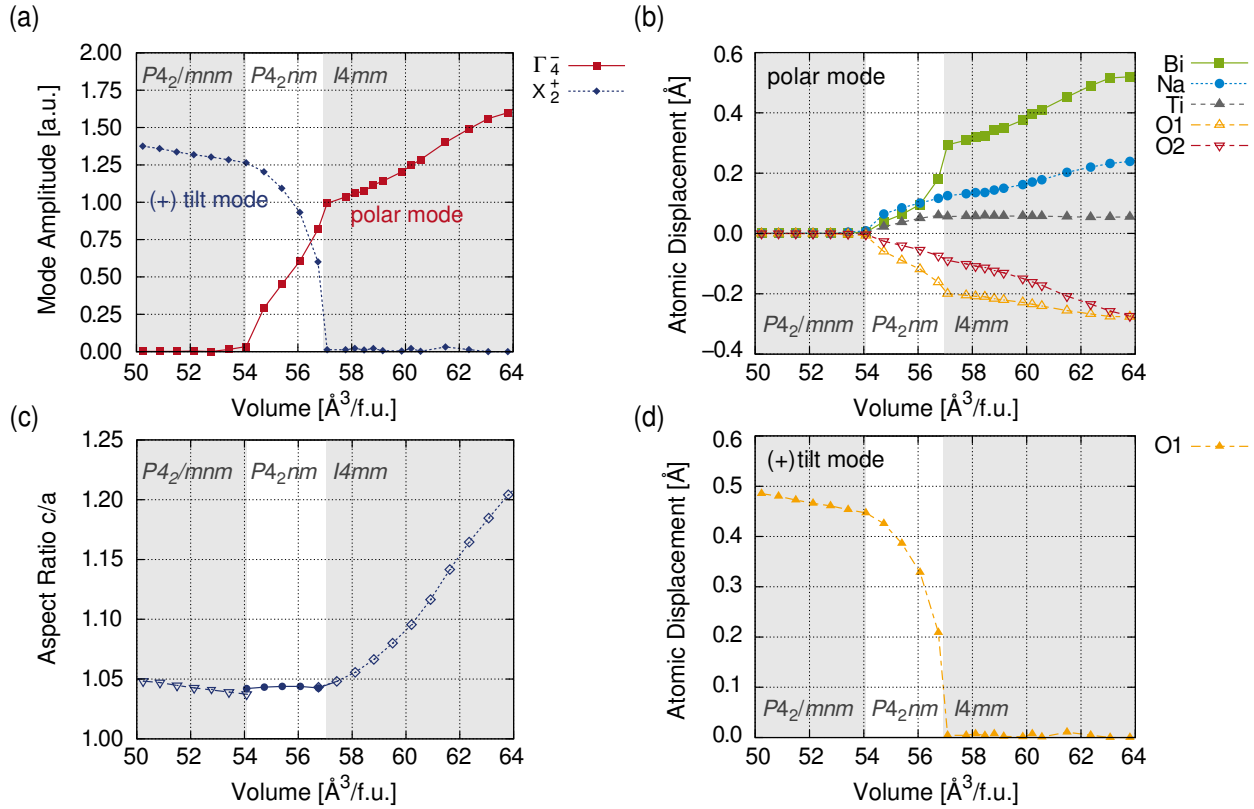 (a)
2.00
1.75
1.50
1.25
1.00
0.75
0.50
0.25
0.00
Mode Amplitude [a.u.]
P4₂/mnm P4₂nm I4mm
(+) tilt mode
polar mode
50 52 54 56 58 60 62 64
Volume [Å³/f.u.]
Γ₄⁻
X₂⁺
(b)
0.6
0.4
0.2
0.0
−0.2
−0.4
Atomic Displacement [Å]
polar mode
P4₂/mnm P4₂nm I4mm
50 52 54 56 58 60 62 64
Volume [Å³/f.u.]
Bi
Na
Ti
O1
O2
(c)
1.25
1.20
1.15
1.10
1.05
1.00
Aspect Ratio c/a
P4₂/mnm P4₂nm I4mm
50 52 54 56 58 60 62 64
Volume [Å³/f.u.]
(d)
0.6
0.5
0.4
0.3
0.2
0.1
0.0
Atomic Displacement [Å]
(+) tilt mode
P4₂/mnm P4₂nm I4mm
50 52 54 56 58 60 62 64
Volume [Å³/f.u.]
O1